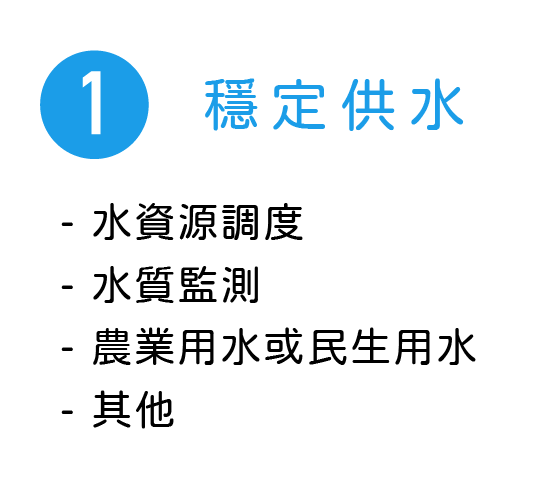 1 穩定供水
- 水資源調度
- 水質監測
- 農業用水或民生用水
- 其他